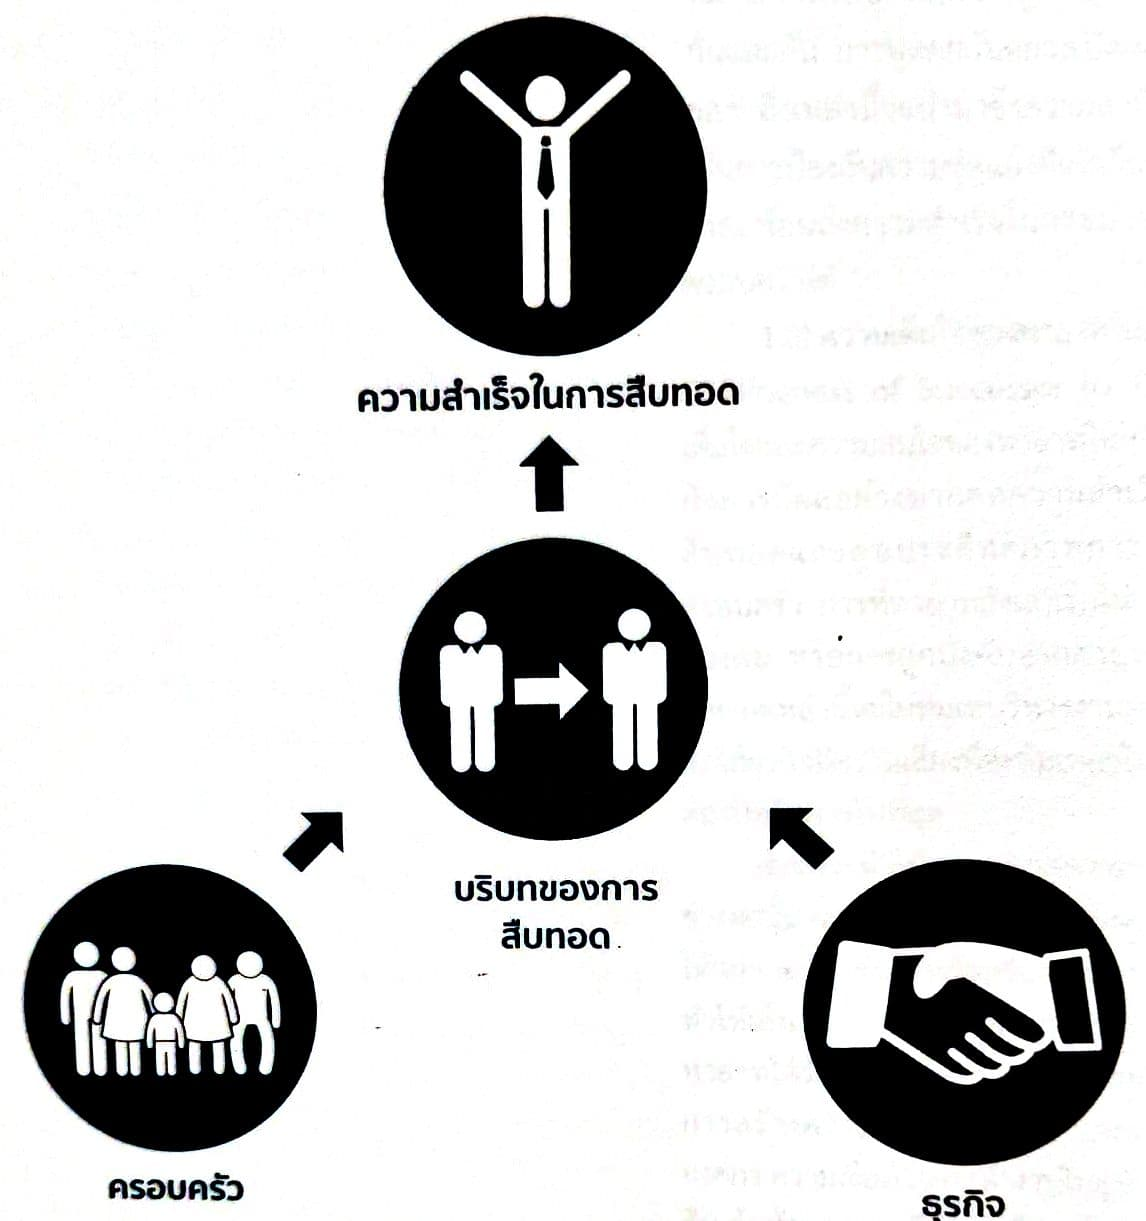 ความสำเร็จในการสืบทอด
บริบทของการ
สืบทอด
ครอบครัว
ธุรกิจ